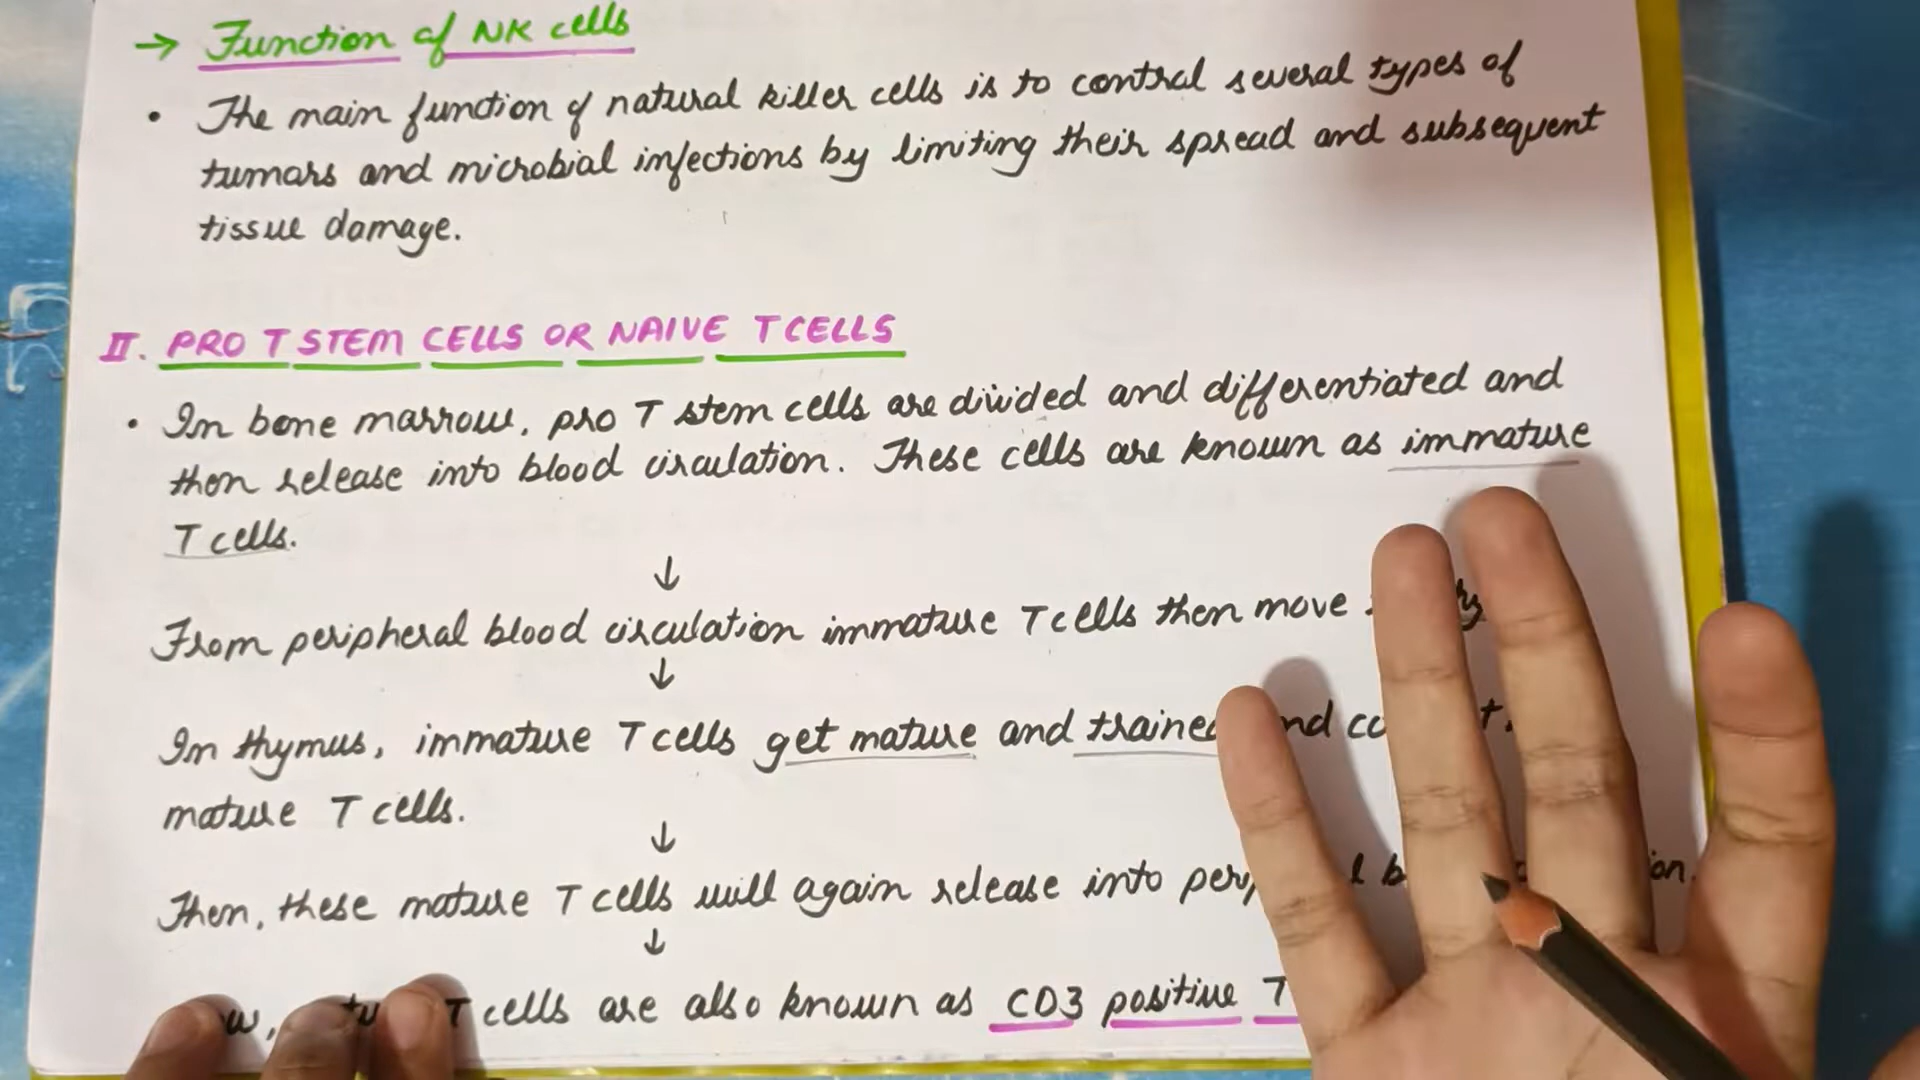 → Function of NK cells
• The main function of natural killer cells is to control several types of
tumars and microbial infections by limiting their spread and subsequent
tissue damage.
II. PRO T STEM CELLS OR NAIVE T CELLS
• In bone marrow, pro T stem cells are divided and differentiated and
then release into blood circulation. These cells are known as immature
T cells.
↓
From peripheral blood circulation immature T cells then move
↓
In thymus, immature T cells get mature and trained and
mature T cells.
↓
Then, these mature T cells will again release into
↓
T cells are also known as CD3 positive T